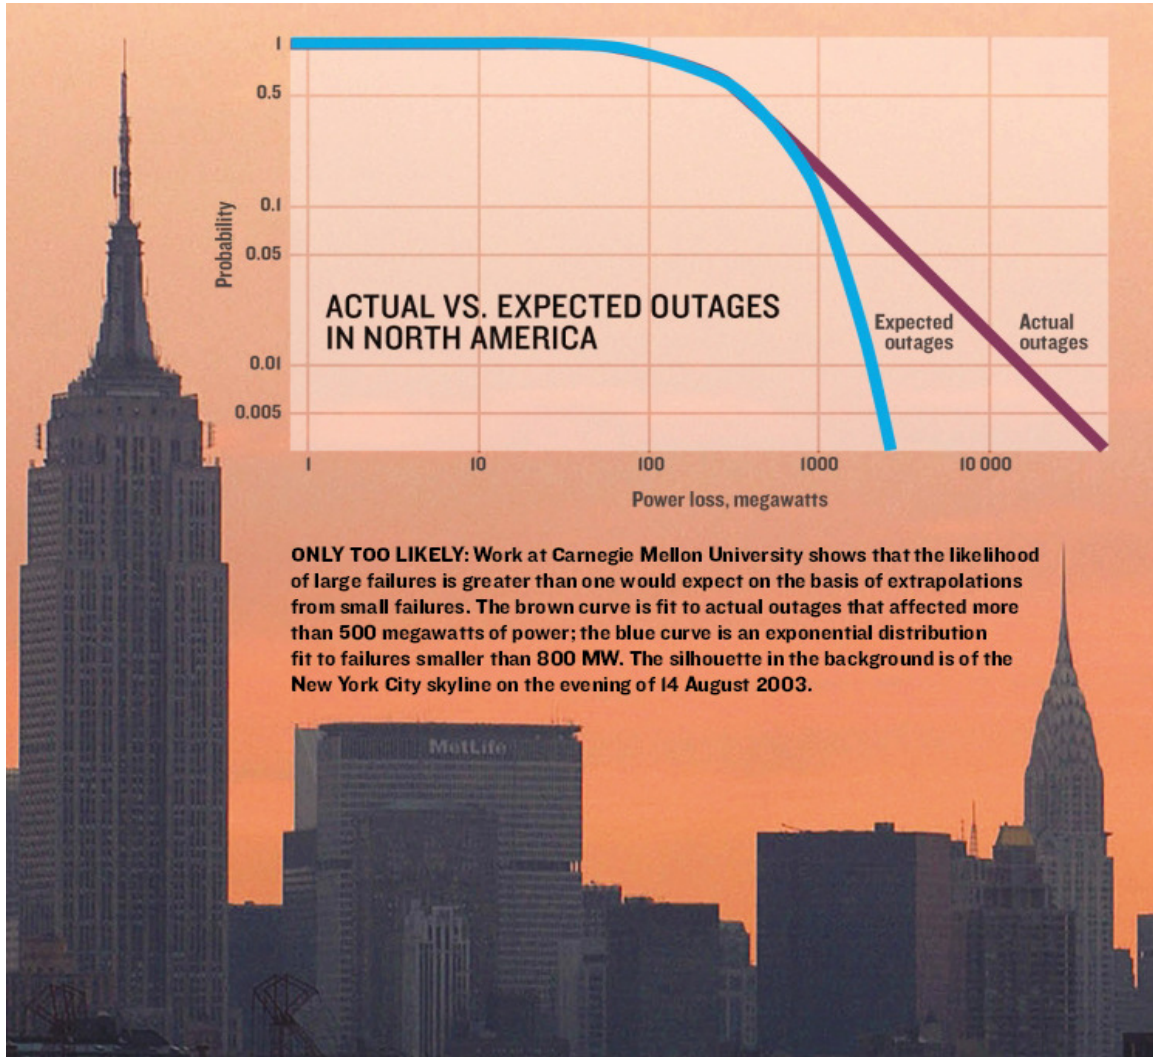 1
0.5
0.1
0.05
0.01
0.005
Probability
ACTUAL VS. EXPECTED OUTAGES
IN NORTH AMERICA
Expected
outages
Actual
outages
1
10
100
1000
10 000
Power loss, megawatts
ONLY TOO LIKELY: Work at Carnegie Mellon University shows that the likelihood
of large failures is greater than one would expect on the basis of extrapolations
from small failures. The brown curve is fit to actual outages that affected more
than 500 megawatts of power; the blue curve is an exponential distribution
fit to failures smaller than 800 MW. The silhouette in the background is of the
New York City skyline on the evening of 14 August 2003.
MetLife